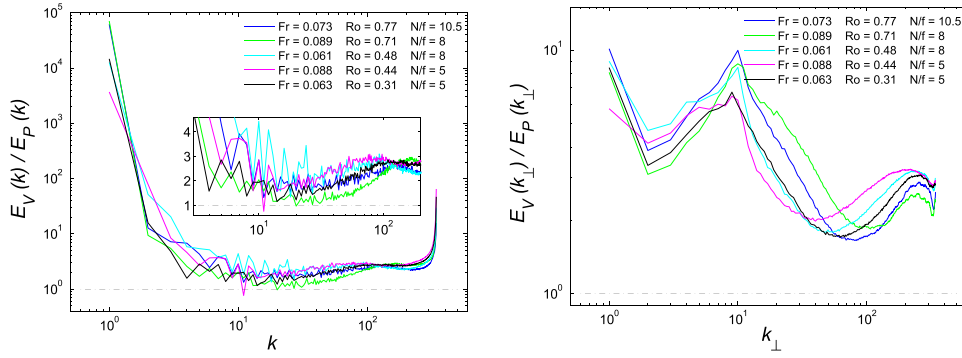 Fr = 0.073 Ro = 0.77 N/f = 10.5
Fr = 0.089 Ro = 0.71 N/f = 8
Fr = 0.061 Ro = 0.48 N/f = 8
Fr = 0.088 Ro = 0.44 N/f = 5
Fr = 0.063 Ro = 0.31 N/f = 5
10^5
10^4
10^3
10^2
10^1
10^0
E_V (k) / E_P (k)
4
3
2
1
10^1
10^2
10^0
10^1
10^2
k
Fr = 0.073 Ro = 0.77 N/f = 10.5
Fr = 0.089 Ro = 0.71 N/f = 8
Fr = 0.061 Ro = 0.48 N/f = 8
Fr = 0.088 Ro = 0.44 N/f = 5
Fr = 0.063 Ro = 0.31 N/f = 5
10^1
10^0
E_V (k_⊥) / E_P (k_⊥)
10^0
10^1
10^2
k_⊥